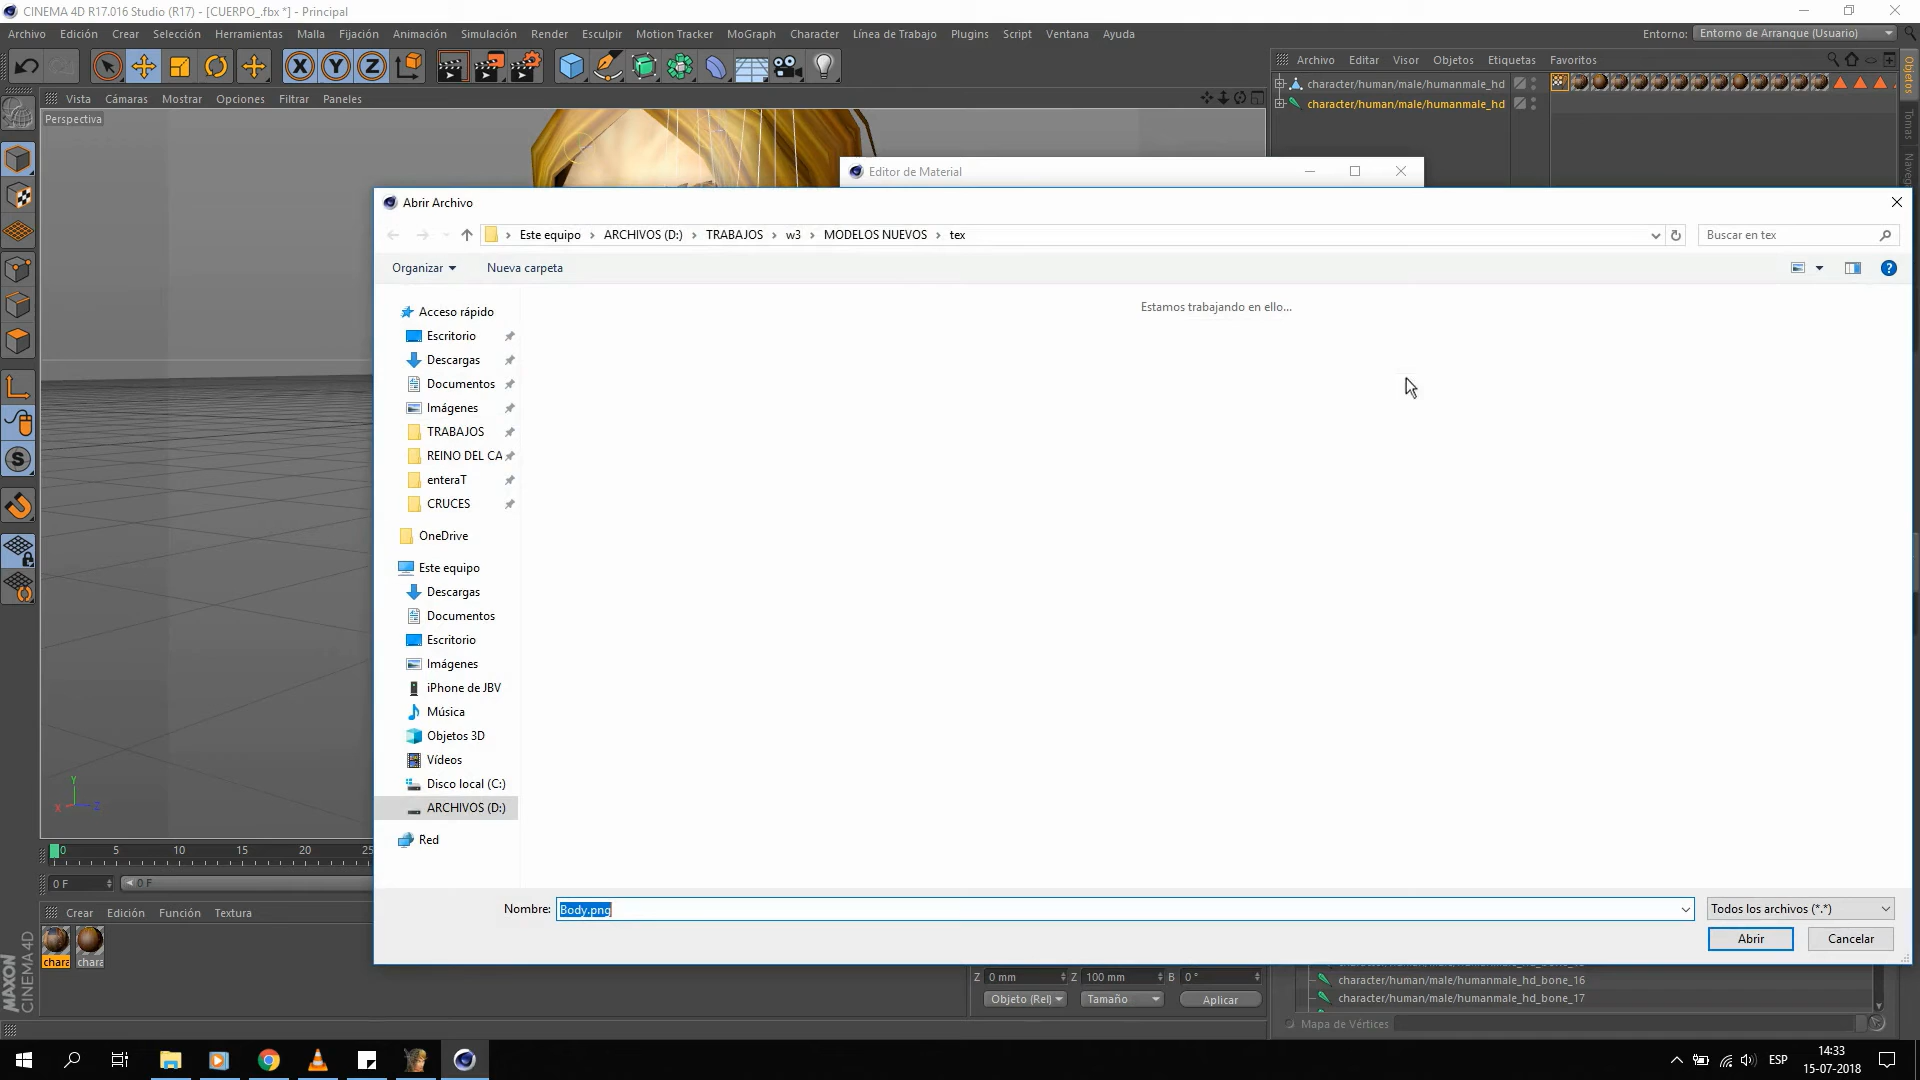 CINEMA 4D R17.016 Studio (R17) - [CUERPO_.fbx *] - Principal
Archivo Edición Crear Selección Herramientas Malla Fijación Animación Simulación Render Esculpir Motion Tracker MoGraph Character Línea de Trabajo Plugins Script Ventana Ayuda
Entorno: Entorno de Arranque (Usuario)
Archivo Editar Visor Objetos Etiquetas Favoritos
character/human/male/humanmale_hd
character/human/male/humanmale_hd
Objetos
Tomas
Vista Cámaras Mostrar Opciones Filtrar Paneles
Perspectiva
Editor de Material
Abrir Archivo
Este equipo > ARCHIVOS (D:) > TRABAJOS > w3 > MODELOS NUEVOS > tex
Buscar en tex
Organizar
Nueva carpeta
Estamos trabajando en ello...
Acceso rápido
Escritorio
Descargas
Documentos
Imágenes
TRABAJOS
REINO DEL CA
enteraT
CRUCES
OneDrive
Este equipo
Descargas
Documentos
Escritorio
Imágenes
iPhone de JBV
Música
Objetos 3D
Vídeos
Disco local (C:)
ARCHIVOS (D:)
Red
Nombre: Body.png
Todos los archivos (*.*)
Abrir
Cancelar
Y
X
Z
0 5 10 15 20 25
0 F
0 F
Crear Edición Función Textura
chara
chara
MAXON
CINEMA 4D
Z 0 mm Z 100 mm B 0 °
Objeto (Rel) Tamaño Aplicar
character/human/male/humanmale_hd_bone_16
character/human/male/humanmale_hd_bone_17
Mapa de Vértices
ESP
14:33
15-07-2018